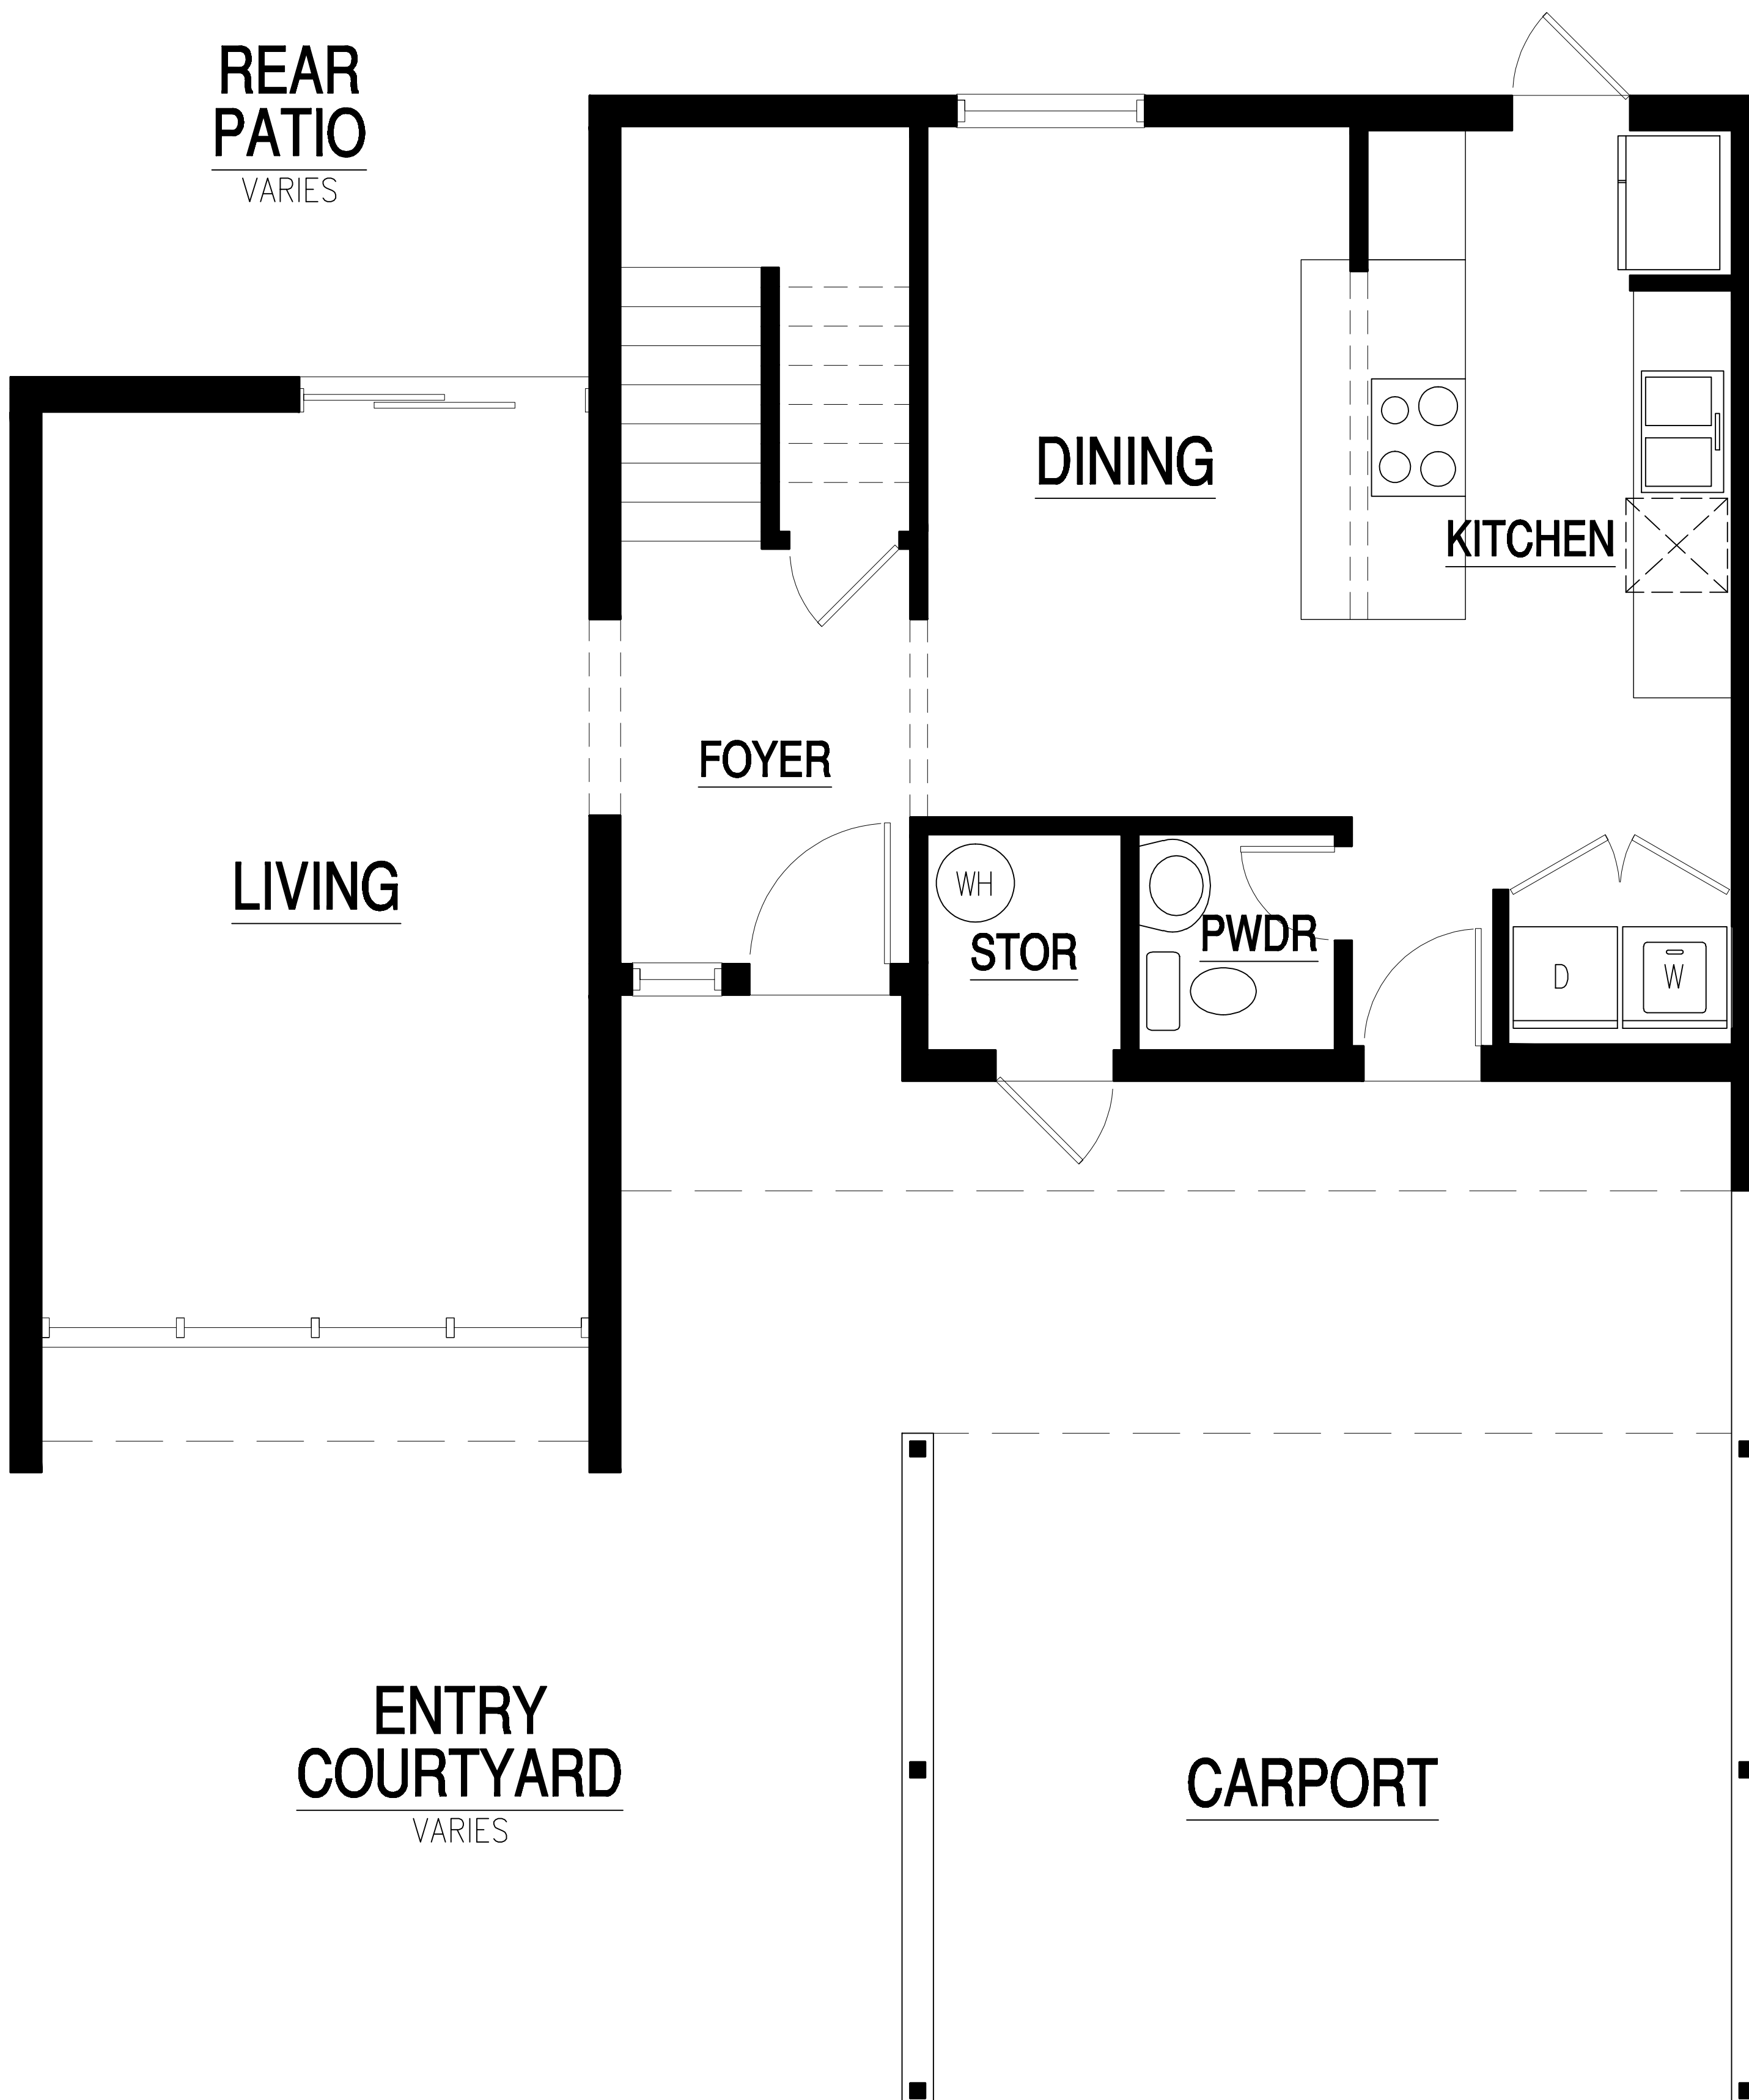 REAR
PATIO
VARIES
DINING
KITCHEN
FOYER
LIVING
WH
STOR
PWDR
D
W
ENTRY
COURTYARD
VARIES
CARPORT